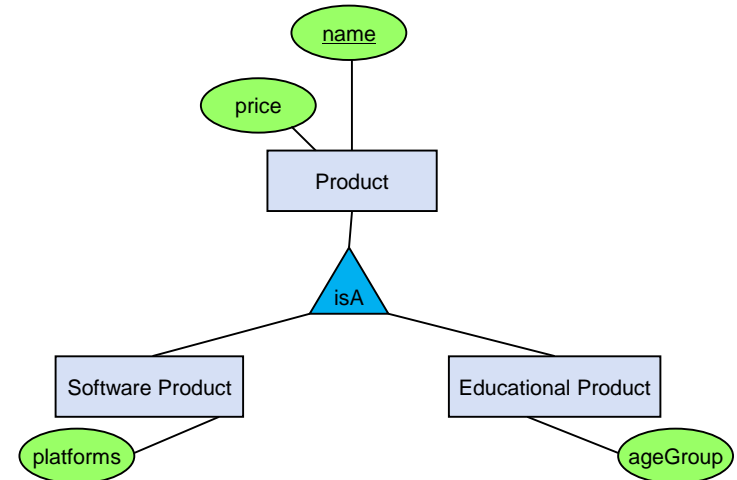 name
price
Product
isA
Software Product
Educational Product
platforms
ageGroup